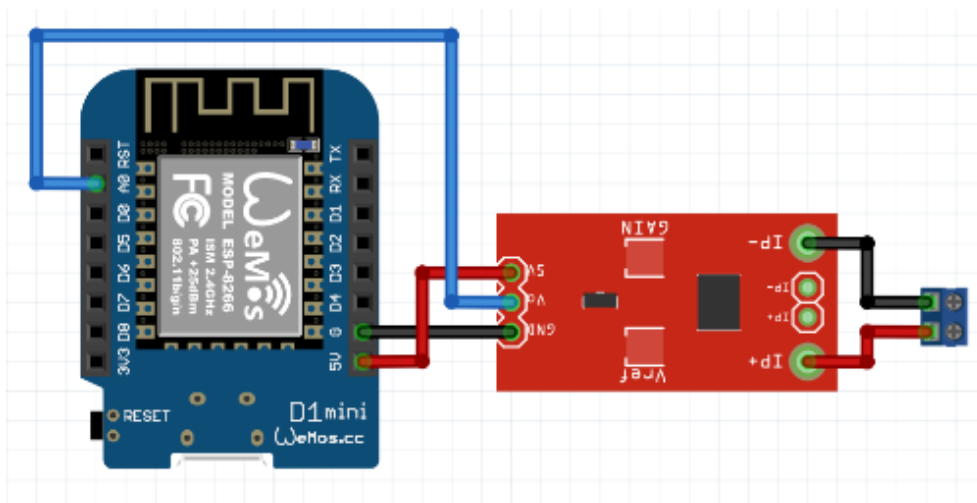 RST
A0
D0
D5
D6
D7
D8
3V3
TX
RX
D1
D2
D3
D4
G
5V
WeMos
MODEL ESP-8266
FC
ISM 2.4GHz
PA +25dBm
802.11b/g/n
RESET
D1 mini
WeMos.cc
GAIN
5V
Vo
GND
Vref
IP-
IP-
IP+
IP+